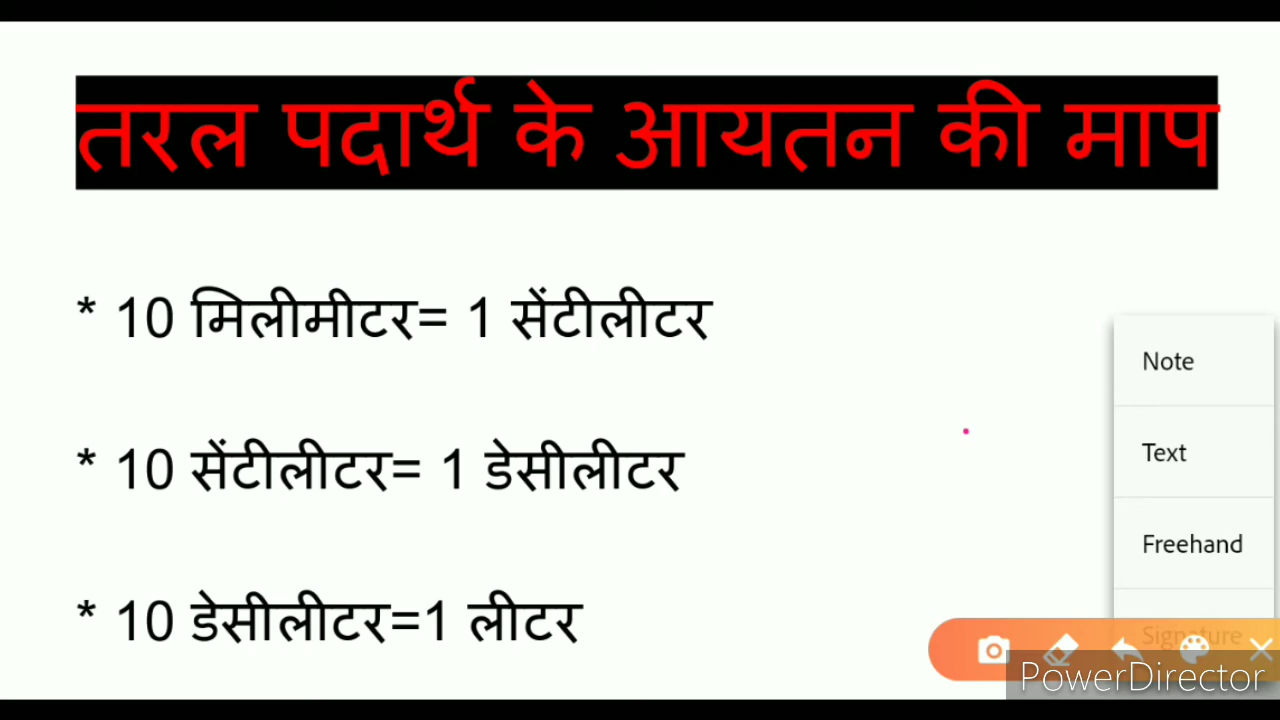 तरल पदार्थ के आयतन की माप
* 10 मिलीमीटर= 1 सेंटीलीटर
* 10 सेंटीलीटर= 1 डेसीलीटर
* 10 डेसीलीटर=1 लीटर
Note
Text
Freehand
Signature
PowerDirector